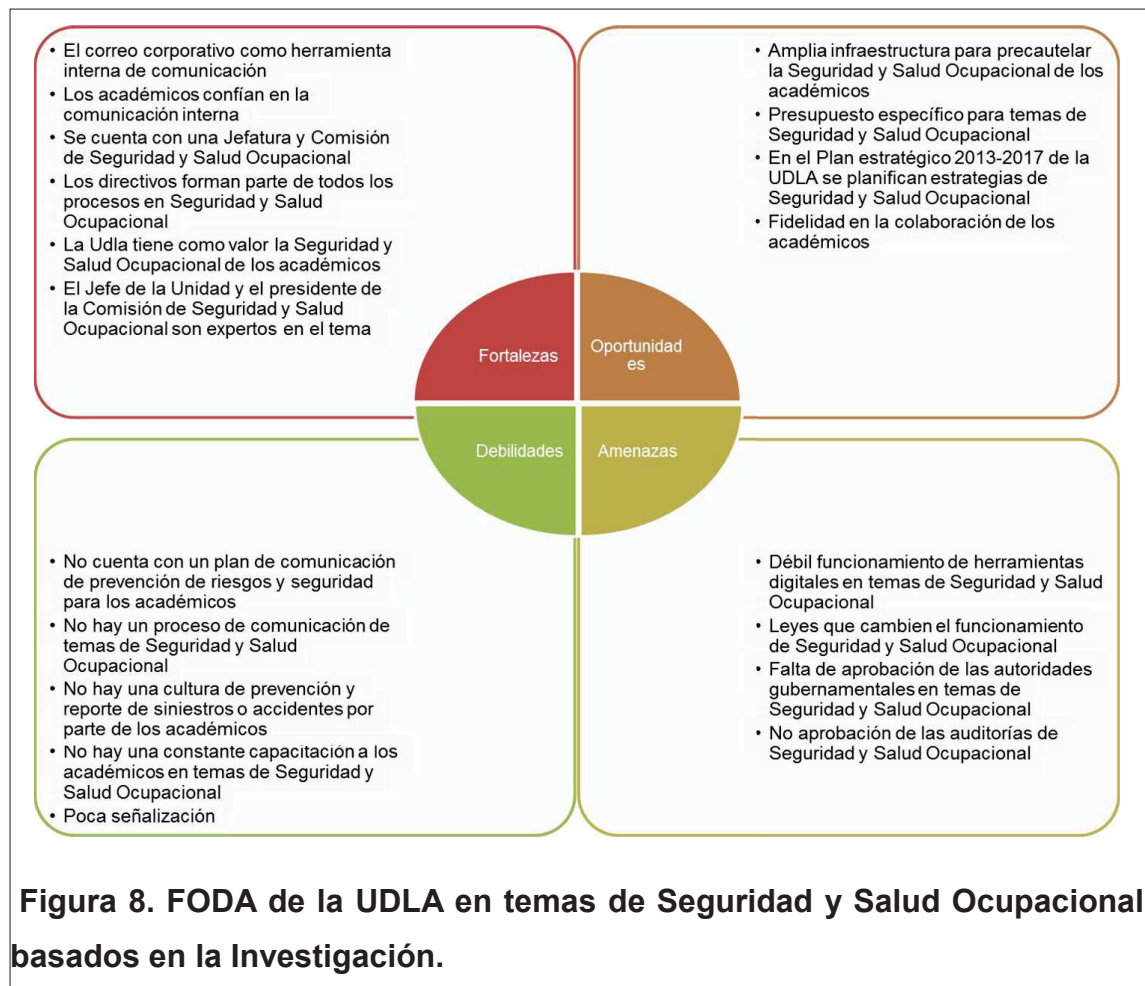 • El correo corporativo como herramienta
interna de comunicación
• Los académicos confían en la
comunicación interna
• Se cuenta con una Jefatura y Comisión
de Seguridad y Salud Ocupacional
• Los directivos forman parte de todos los
procesos en Seguridad y Salud
Ocupacional
• La Udla tiene como valor la Seguridad y
Salud Ocupacional de los académicos
• El Jefe de la Unidad y el presidente de
la Comisión de Seguridad y Salud
Ocupacional son expertos en el tema
• Amplia infraestructura para precautelar
la Seguridad y Salud Ocupacional de los
académicos
• Presupuesto específico para temas de
Seguridad y Salud Ocupacional
• En el Plan estratégico 2013-2017 de la
UDLA se planifican estrategias de
Seguridad y Salud Ocupacional
• Fidelidad en la colaboración de los
académicos
Fortalezas
Oportunidad
es
Debilidades
Amenazas
• No cuenta con un plan de comunicación
de prevención de riesgos y seguridad
para los académicos
• No hay un proceso de comunicación de
temas de Seguridad y Salud
Ocupacional
• No hay una cultura de prevención y
reporte de siniestros o accidentes por
parte de los académicos
• No hay una constante capacitación a los
académicos en temas de Seguridad y
Salud Ocupacional
• Poca señalización
• Débil funcionamiento de herramientas
digitales en temas de Seguridad y Salud
Ocupacional
• Leyes que cambien el funcionamiento
de Seguridad y Salud Ocupacional
• Falta de aprobación de las autoridades
gubernamentales en temas de
Seguridad y Salud Ocupacional
• No aprobación de las auditorías de
Seguridad y Salud Ocupacional
Figura 8. FODA de la UDLA en temas de Seguridad y Salud Ocupacional
basados en la Investigación.